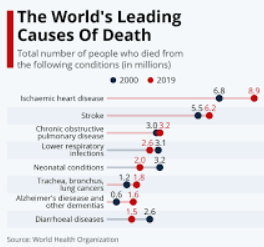 The World's Leading
Causes Of Death
Total number of people who died from
the following conditions (in millions)
2000 2019
Ischaemic heart disease 6.8 8.9
Stroke 5.5 6.2
Chronic obstructive
pulmonary disease 3.0 3.2
Lower respiratory
infections 2.6 3.1
Neonatal conditions 2.0 3.2
Trachea, bronchus,
lung cancers 1.2 1.8
Alzheimer's diesease and
other dementias 0.6 1.6
Diarrhoeal diseases 1.5 2.6
Source: World Health Organization